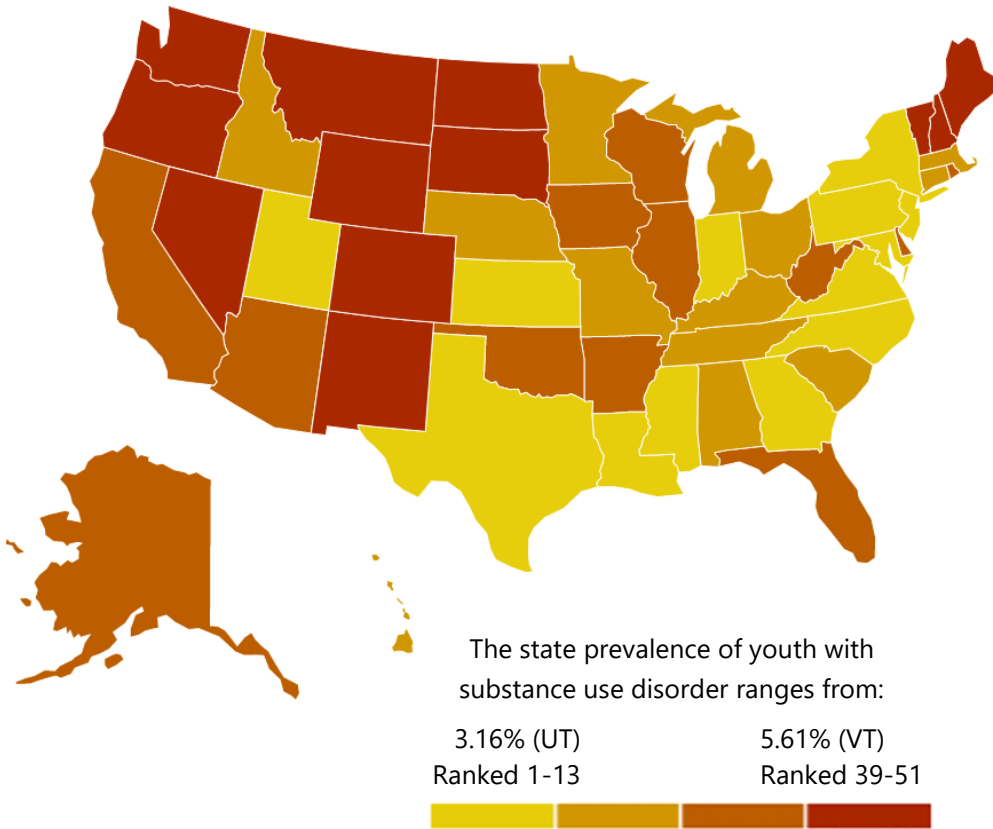 The state prevalence of youth with
substance use disorder ranges from:
3.16% (UT) 5.61% (VT)
Ranked 1-13 Ranked 39-51